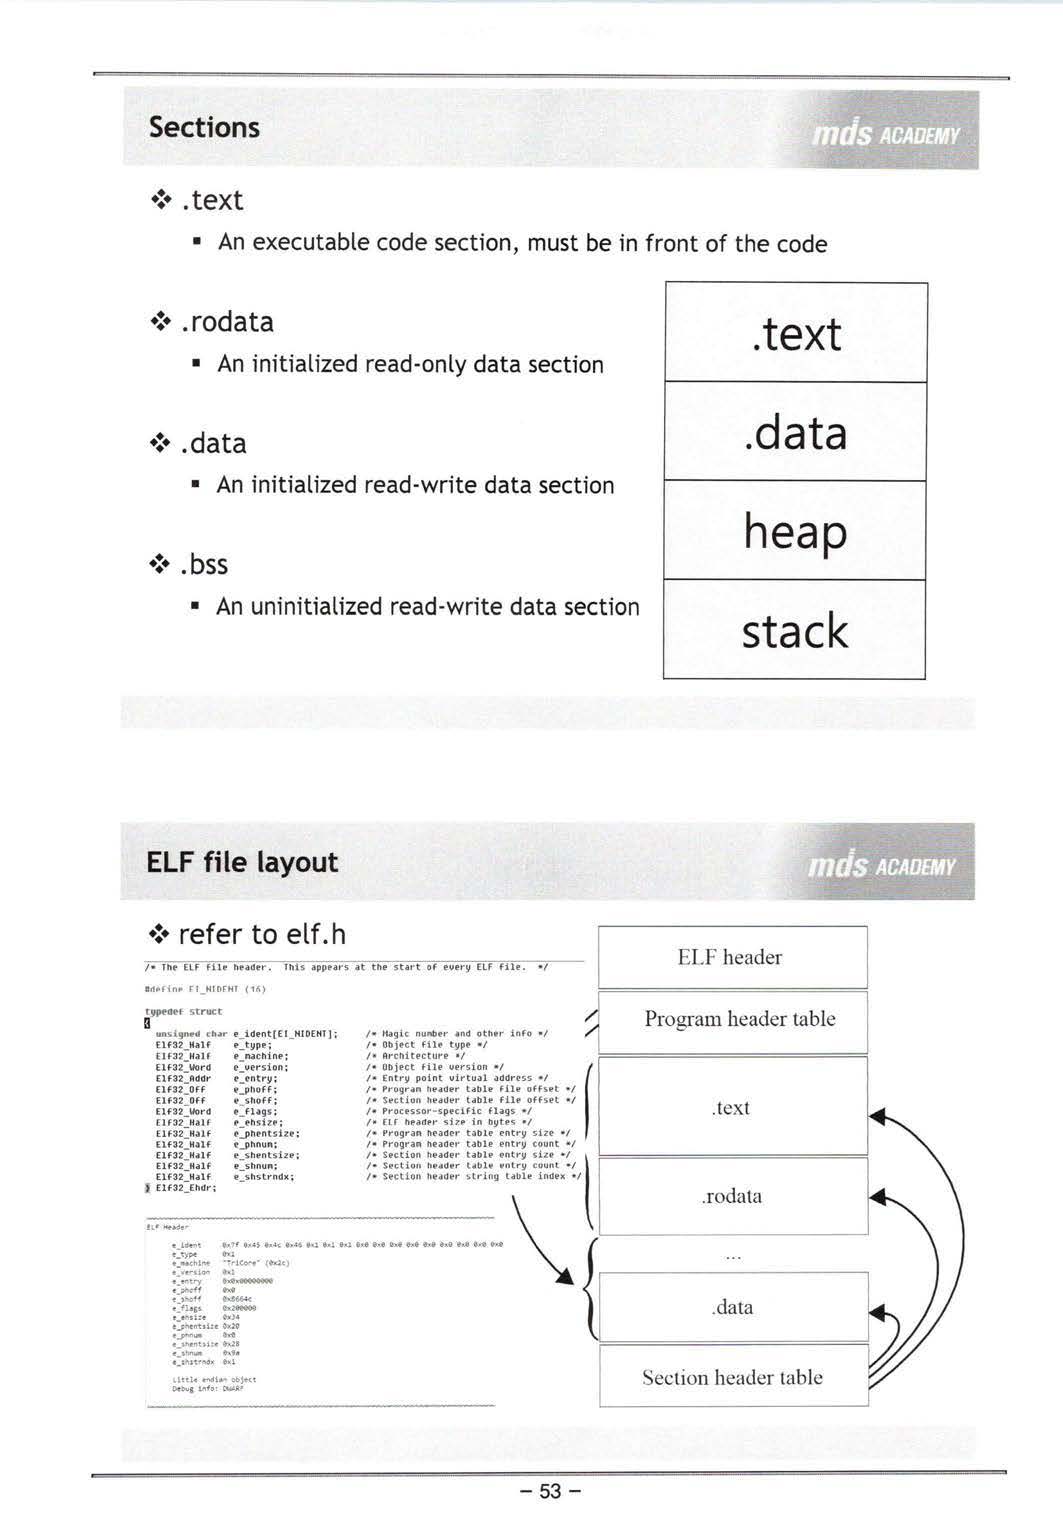 Sections
mds ACADEMY
❖ .text
▪ An executable code section, must be in front of the code
❖ .rodata
▪ An initialized read-only data section
❖ .data
▪ An initialized read-write data section
❖ .bss
▪ An uninitialized read-write data section
.text
.data
heap
stack
ELF file layout
mds ACADEMY
❖ refer to elf.h
/* The ELF file header.  This appears at the start of every ELF file.  */
#define EI_NIDENT (16)
typedef struct
{
unsigned char e_ident[EI_NIDENT]; /* Magic number and other info */
Elf32_Half e_type; /* Object file type */
Elf32_Half e_machine; /* Architecture */
Elf32_Word e_version; /* Object file version */
Elf32_Addr e_entry; /* Entry point virtual address */
Elf32_Off e_phoff; /* Program header table file offset */
Elf32_Off e_shoff; /* Section header table file offset */
Elf32_Word e_flags; /* Processor-specific flags */
Elf32_Half e_ehsize; /* ELF header size in bytes */
Elf32_Half e_phentsize; /* Program header table entry size */
Elf32_Half e_phnum; /* Program header table entry count */
Elf32_Half e_shentsize; /* Section header table entry size */
Elf32_Half e_shnum; /* Section header table entry count */
Elf32_Half e_shstrndx; /* Section header string table index */
} Elf32_Ehdr;
ELF Header
e_ident 0x7f 0x45 0x4c 0x46 0x1 0x1 0x1 0x0 0x0 0x0 0x0 0x0 0x0 0x0 0x0 0x0
e_type 0x1
e_machine "TriCore" (0x2c)
e_version 0x1
e_entry 0x0x00000000
e_phoff 0x0
e_shoff 0x8664c
e_flags 0x200000
e_ehsize 0x34
e_phentsize 0x20
e_phnum 0x0
e_shentsize 0x28
e_shnum 0x9a
e_shstrndx 0x1
Little endian object
Debug info: DWARF
ELF header
Program header table
.text
.rodata
...
.data
Section header table
– 53 –